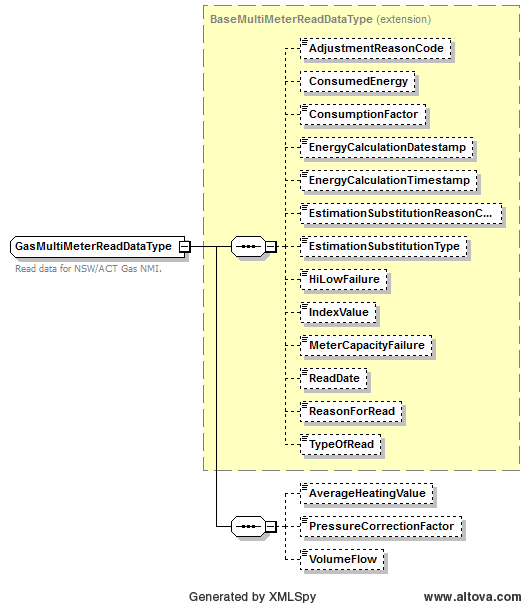 BaseMultiMeterReadDataType (extension)
AdjustmentReasonCode
ConsumedEnergy
ConsumptionFactor
EnergyCalculationDatestamp
EnergyCalculationTimestamp
EstimationSubstitutionReasonC...
GasMultiMeterReadDataType
EstimationSubstitutionType
Read data for NSW/ACT Gas NMI.
HiLowFailure
IndexValue
MeterCapacityFailure
ReadDate
ReasonForRead
TypeOfRead
AverageHeatingValue
PressureCorrectionFactor
VolumeFlow
Generated by XMLSpy
www.altova.com